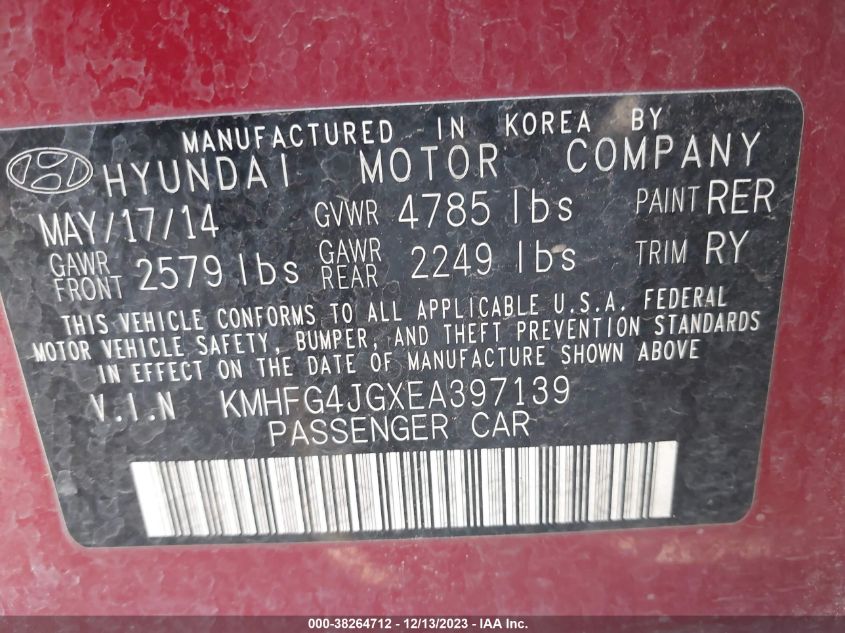 MANUFACTURED IN KOREA BY
HYUNDAI MOTOR COMPANY
MAY/17/14 GVWR 4785 lbs PAINT RER
GAWR FRONT 2579 lbs GAWR REAR 2249 lbs TRIM RY
THIS VEHICLE CONFORMS TO ALL APPLICABLE U.S.A. FEDERAL
MOTOR VEHICLE SAFETY, BUMPER, AND THEFT PREVENTION STANDARDS
IN EFFECT ON THE DATE OF MANUFACTURE SHOWN ABOVE
V.I.N KMHFG4JGXEA397139
PASSENGER CAR
000-38264712 - 12/13/2023 - Copyright © 2023 - IAA, Inc.